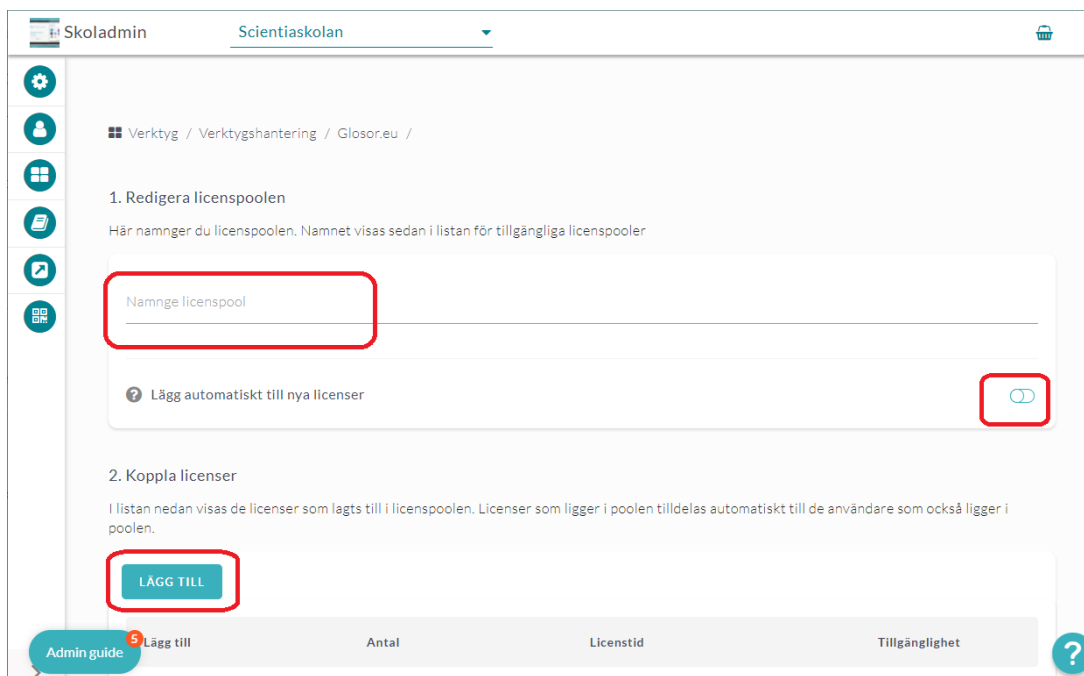 Skoladmin
Scientiaskolan
Verktyg / Verktygshantering / Glosor.eu /
1. Redigera licenspoolen
Här namnger du licenspoolen. Namnet visas sedan i listan för tillgängliga licenspooler
Namnge licenspool
Lägg automatiskt till nya licenser
2. Koppla licenser
I listan nedan visas de licenser som lagts till i licenspoolen. Licenser som ligger i poolen tilldelas automatiskt till de användare som också ligger i
poolen.
LÄGG TILL
Lägg till Antal Licenstid Tillgänglighet
Admin guide 5
?